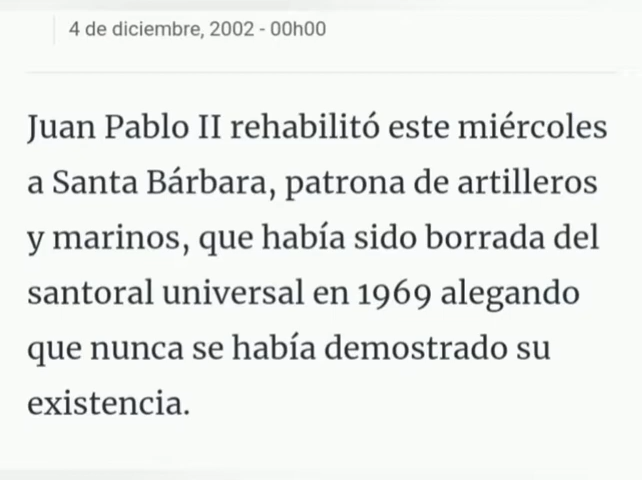 4 de diciembre, 2002 - 00h00
Juan Pablo II rehabilitó este miércoles
a Santa Bárbara, patrona de artilleros
y marinos, que había sido borrada del
santoral universal en 1969 alegando
que nunca se había demostrado su
existencia.